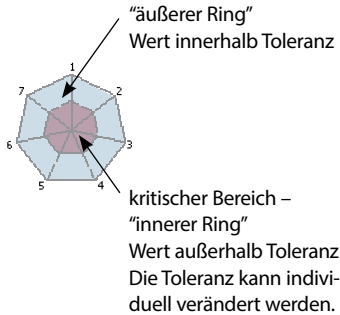 “äußerer Ring”
Wert innerhalb Toleranz
1
2
3
4
5
6
7
kritischer Bereich –
“innerer Ring”
Wert außerhalb Toleranz
Die Toleranz kann indivi-
duell verändert werden.